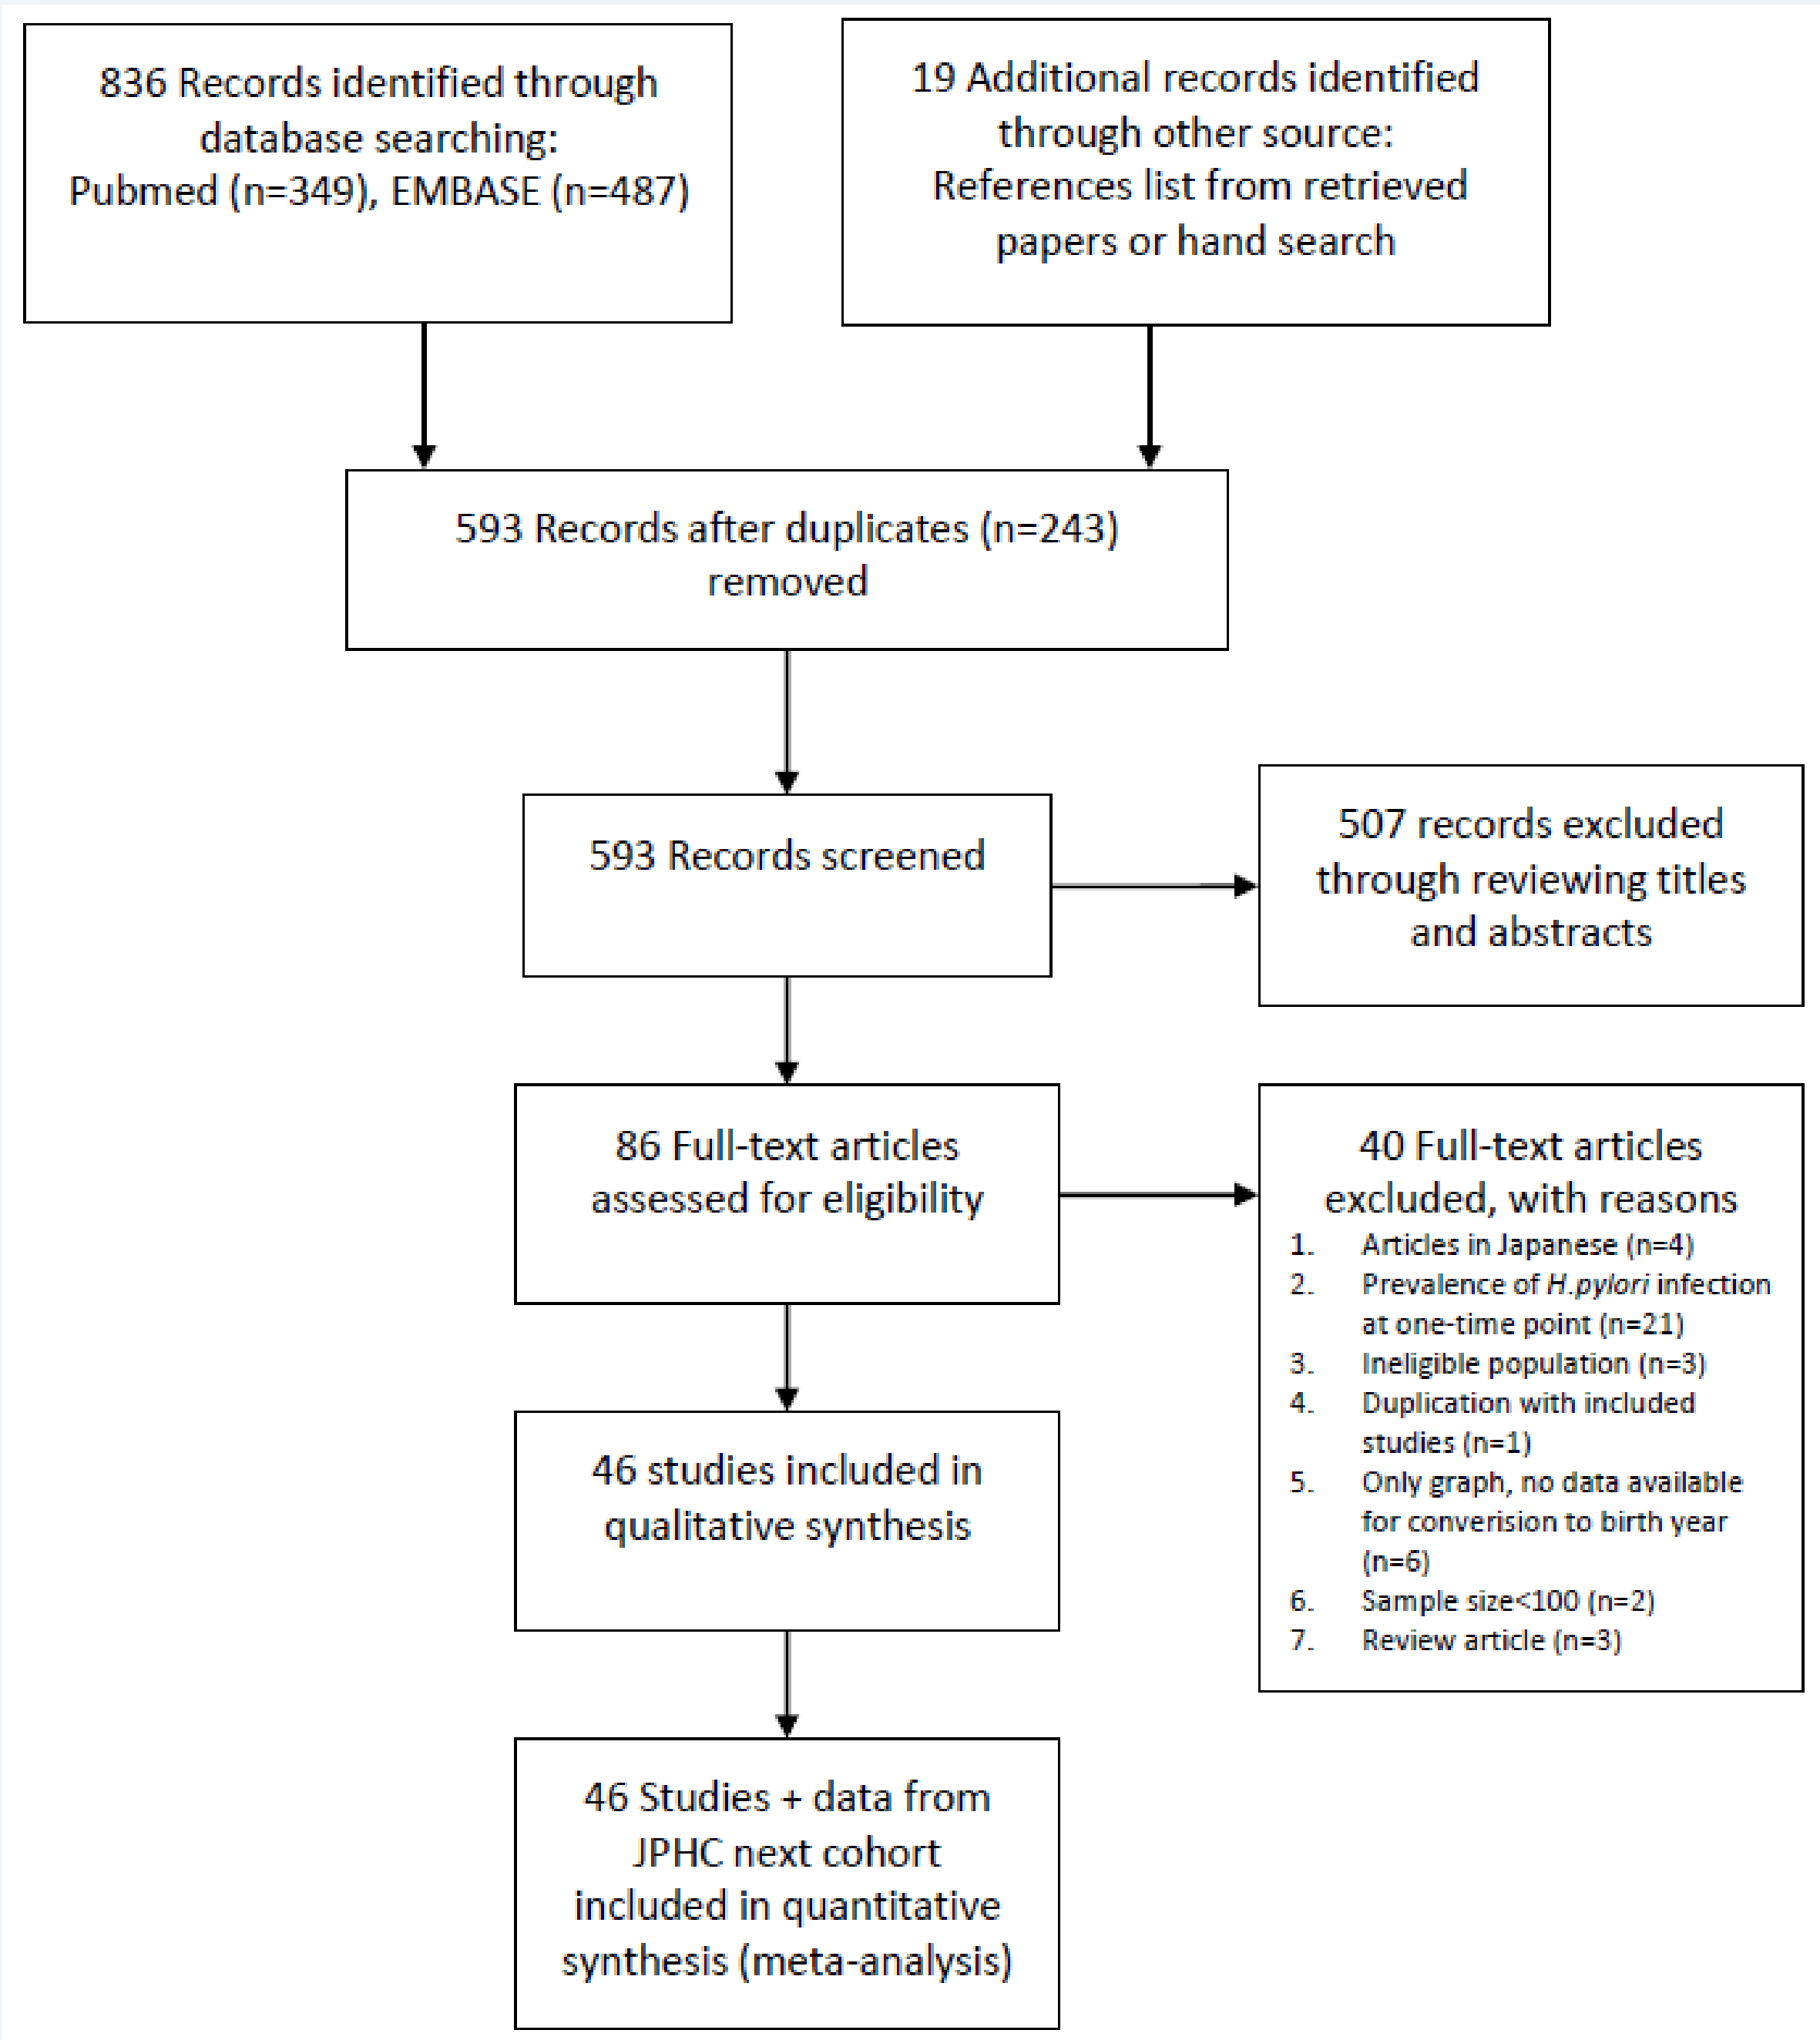 836 Records identified through
database searching:
Pubmed (n=349), EMBASE (n=487)
19 Additional records identified
through other source:
References list from retrieved
papers or hand search
593 Records after duplicates (n=243)
removed
593 Records screened
507 records excluded
through reviewing titles
and abstracts
86 Full-text articles
assessed for eligibility
40 Full-text articles
excluded, with reasons
1. Articles in Japanese (n=4)
2. Prevalence of H.pylori infection
at one-time point (n=21)
3. Ineligible population (n=3)
4. Duplication with included
studies (n=1)
5. Only graph, no data available
for converision to birth year
(n=6)
6. Sample size<100 (n=2)
7. Review article (n=3)
46 studies included in
qualitative synthesis
46 Studies + data from
JPHC next cohort
included in quantitative
synthesis (meta-analysis)